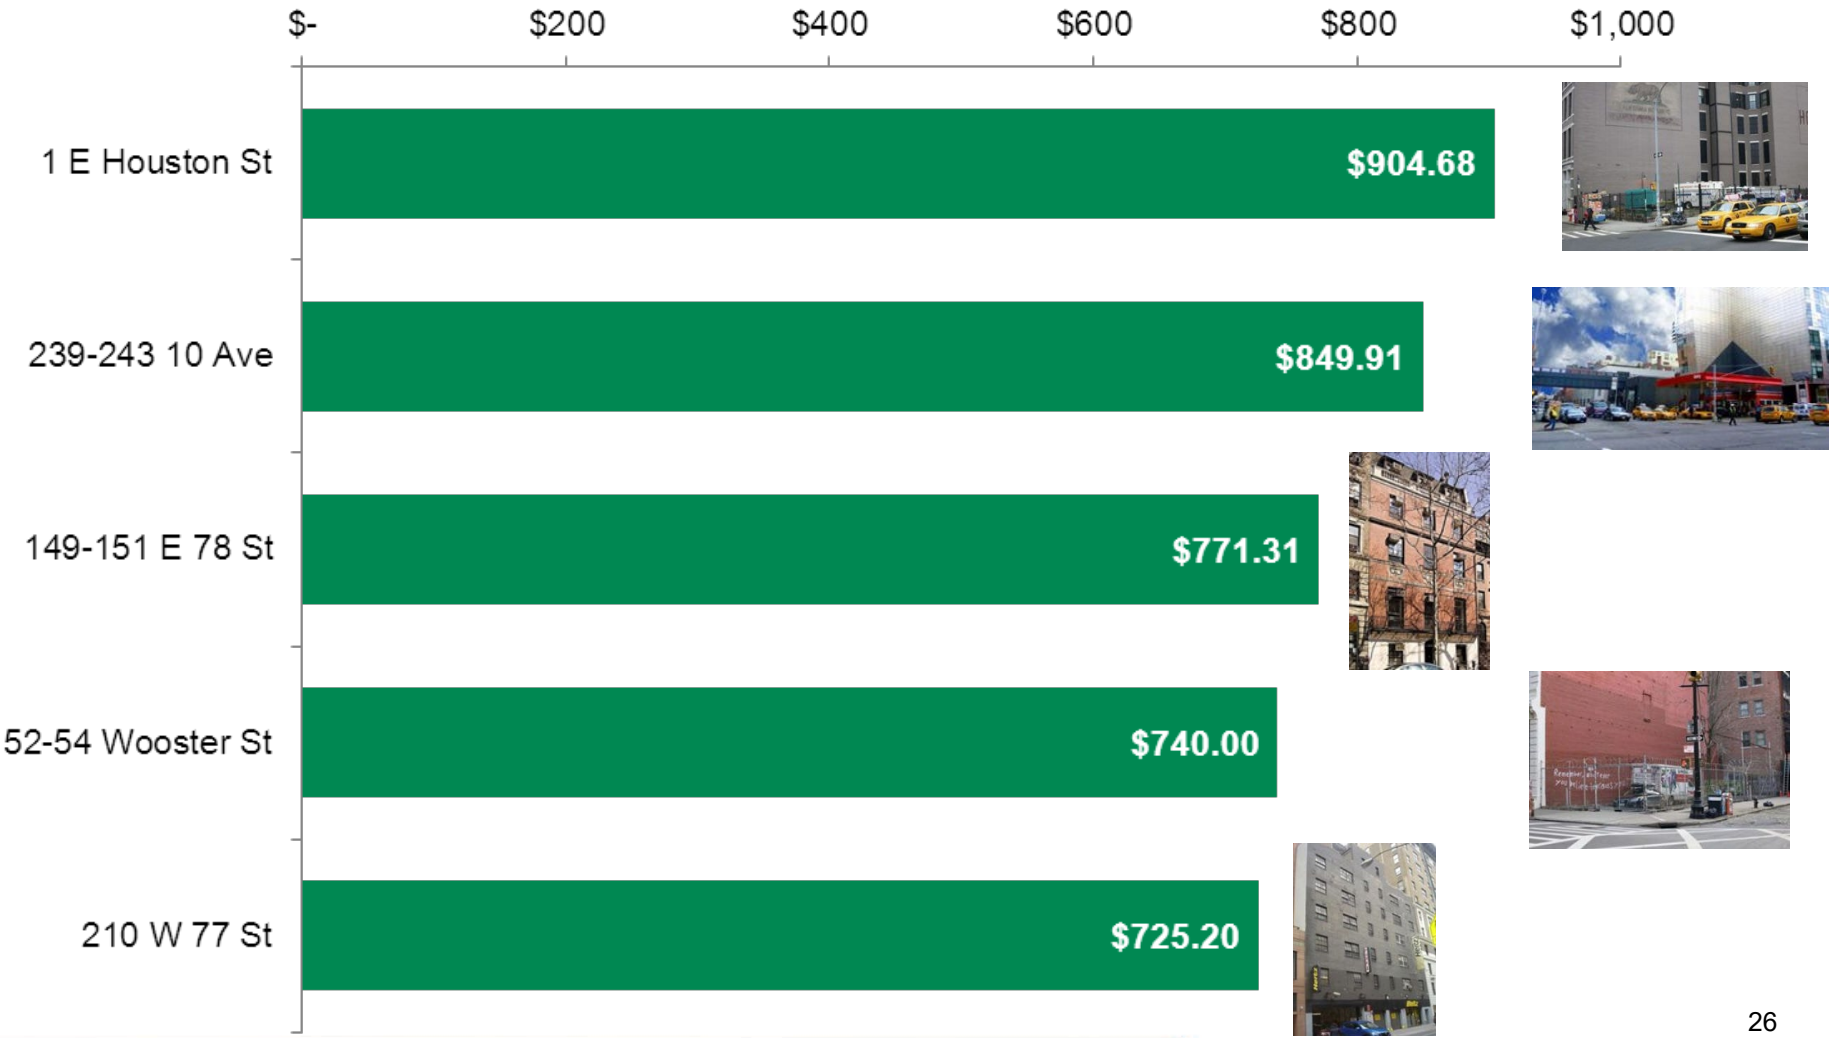 $- $200 $400 $600 $800 $1,000
1 E Houston St $904.68
239-243 10 Ave $849.91
149-151 E 78 St $771.31
52-54 Wooster St $740.00
210 W 77 St $725.20
Hertz
26